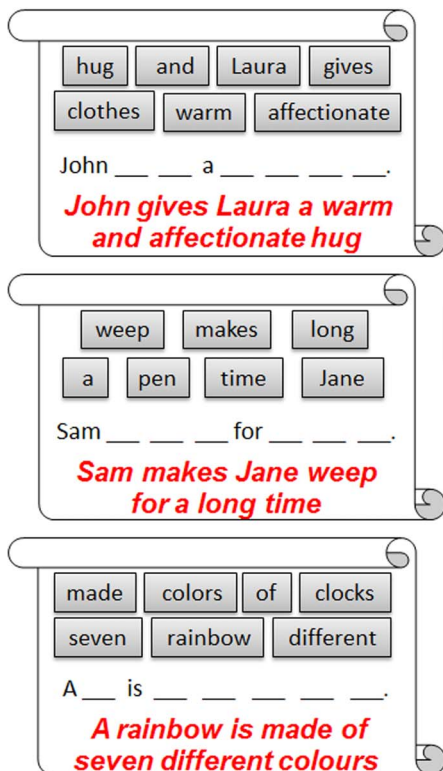 hug and Laura gives
clothes warm affectionate
John ___ ___ a ___ ___ ___ ___.
John gives Laura a warm
and affectionate hug
weep makes long
a pen time Jane
Sam ___ ___ ___ for ___ ___ ___.
Sam makes Jane weep
for a long time
made colors of clocks
seven rainbow different
A ___ is ___ ___ ___ ___ ___.
A rainbow is made of
seven different colours